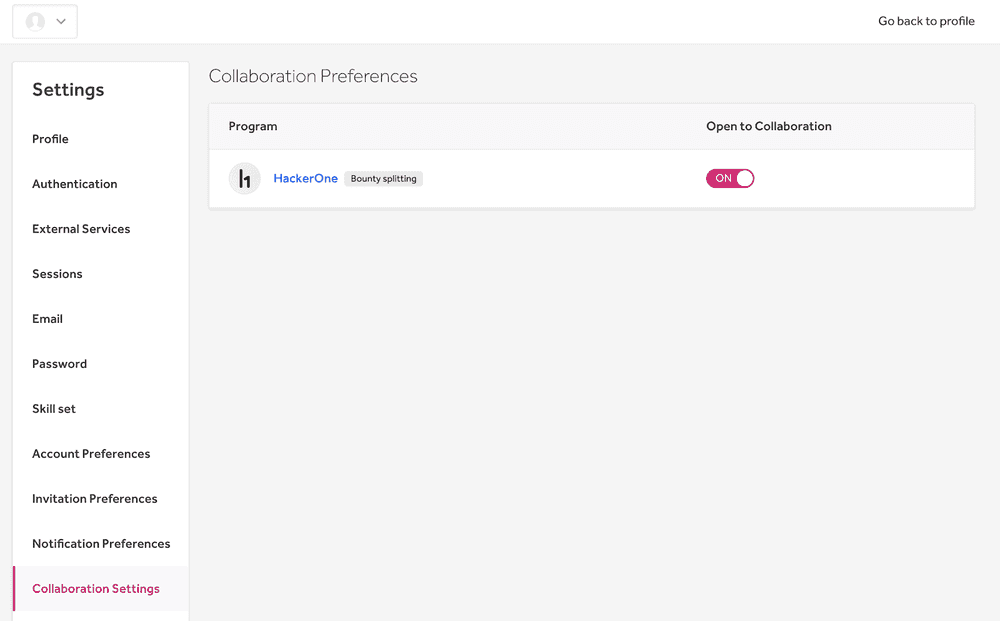 Go back to profile
Settings
Profile
Authentication
External Services
Sessions
Email
Password
Skill set
Account Preferences
Invitation Preferences
Notification Preferences
Collaboration Settings
Collaboration Preferences
Program Open to Collaboration
h1 HackerOne Bounty splitting ON